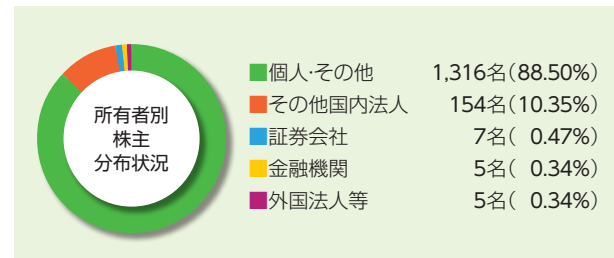 所有者別
株主
分布状況
■個人・その他 1,316名(88.50%)
■その他国内法人 154名(10.35%)
■証券会社 7名( 0.47%)
■金融機関 5名( 0.34%)
■外国法人等 5名( 0.34%)